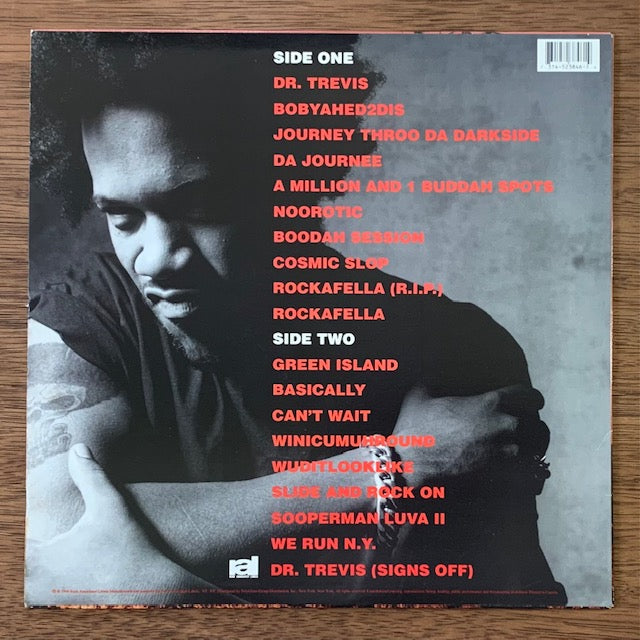 SIDE ONE
DR. TREVIS
BOBYAHED2DIS
JOURNEY THROO DA DARKSIDE
DA JOURNEE
A MILLION AND 1 BUDDAH SPOTS
NOOROTIC
BOODAH SESSION
COSMIC SLOP
ROCKAFELLA (R.I.P.)
ROCKAFELLA
SIDE TWO
GREEN ISLAND
BASICALLY
CAN'T WAIT
WINICUMUHROUND
WUDITLOOKLIKE
SLIDE AND ROCK ON
SOOPERMAN LUVA II
WE RUN N.Y.
DR. TREVIS (SIGNS OFF)
ral